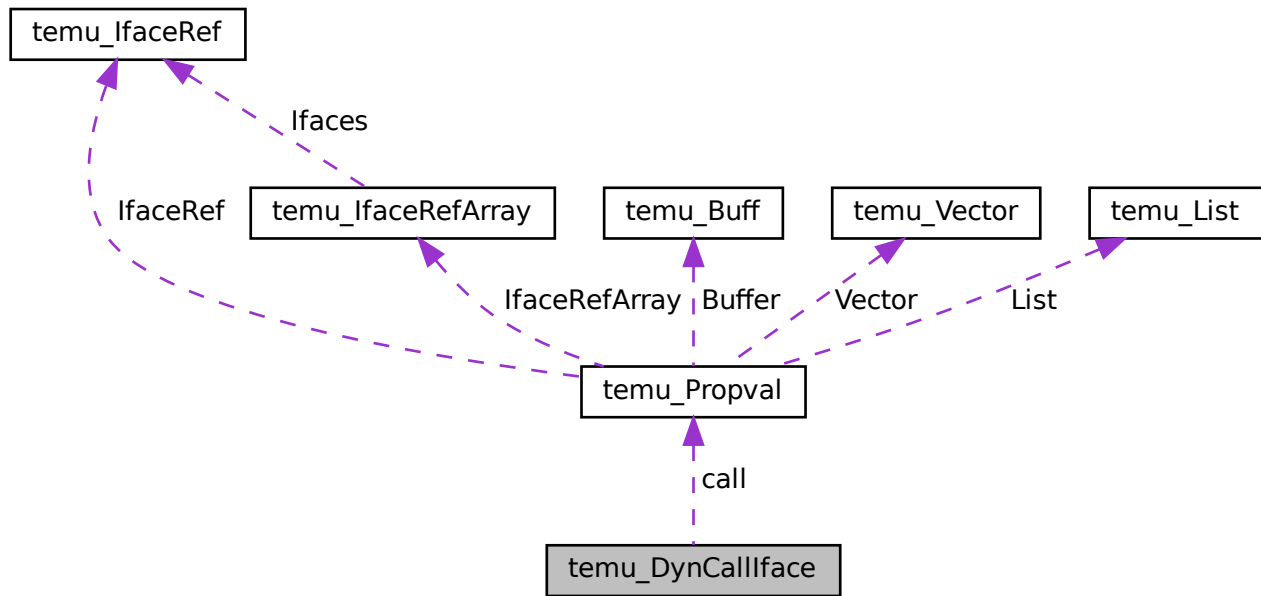 temu_IfaceRef
Ifaces
IfaceRef
temu_IfaceRefArray
temu_Buff
temu_Vector
temu_List
IfaceRefArray
Buffer
Vector
List
temu_Propval
call
temu_DynCallIface